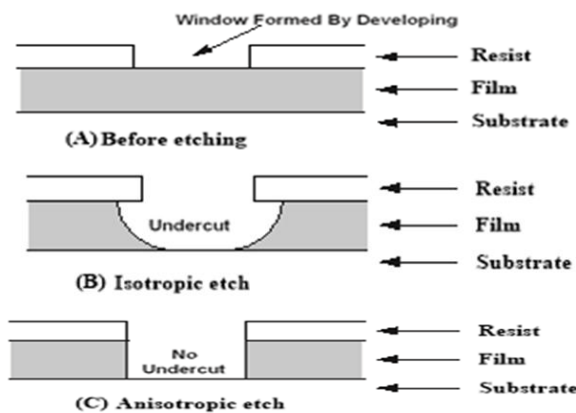 Window Formed By Developing
Resist
Film
Substrate
(A) Before etching
Resist
Undercut
Film
Substrate
(B) Isotropic etch
Resist
No
Undercut
Film
Substrate
(C) Anisotropic etch